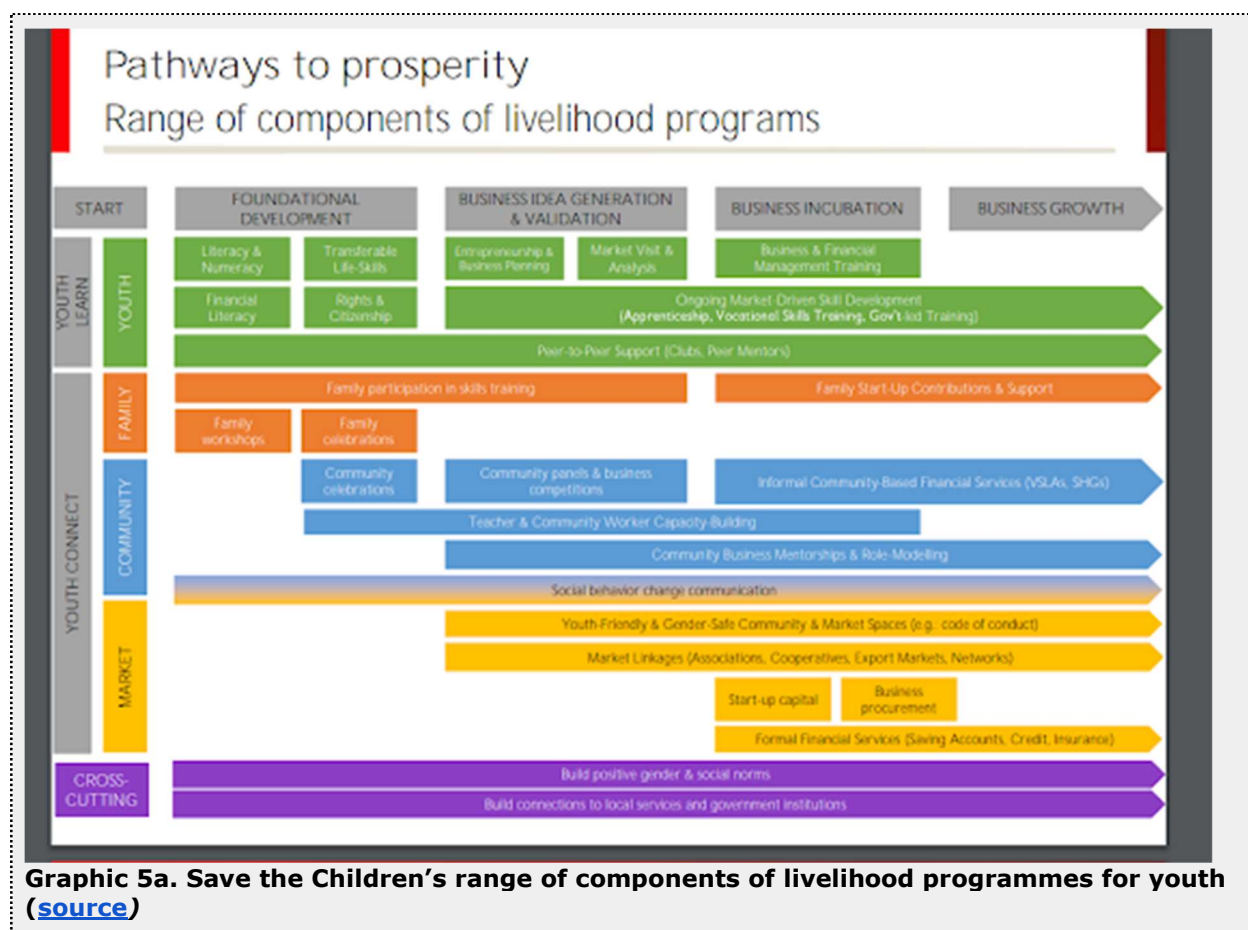 Pathways to prosperity
Range of components of livelihood programs
START
FOUNDATIONAL
DEVELOPMENT
BUSINESS IDEA GENERATION
& VALIDATION
BUSINESS INCUBATION
BUSINESS GROWTH
YOUTH
LEARN
YOUTH
Literacy &
Numeracy
Transferable
Life-Skills
Entrepreneurship &
Business Planning
Market Visit &
Analysis
Business & Financial
Management Training
Financial
Literacy
Rights &
Citizenship
Ongoing Market-Driven Skill Development
(Apprenticeship, Vocational Skills Training, Gov't-led Training)
Peer-to-Peer Support (Clubs, Peer Mentors)
YOUTH CONNECT
FAMILY
Family participation in skills training
Family Start-Up Contributions & Support
Family
workshops
Family
celebrations
COMMUNITY
Community
celebrations
Community panels & business
competitions
Informal Community-Based Financial Services (VSLAs, SHGs)
Teacher & Community Worker Capacity-Building
Community Business Mentorships & Role-Modelling
Social behavior change communication
MARKET
Youth-Friendly & Gender-Safe Community & Market Spaces (e.g.: code of conduct)
Market Linkages (Associations, Cooperatives, Export Markets, Networks)
Start-up capital
Business
procurement
Formal Financial Services (Saving Accounts, Credit, Insurance)
CROSS-
CUTTING
Build positive gender & social norms
Build connections to local services and government institutions
Graphic 5a. Save the Children's range of components of livelihood programmes for youth
(source)